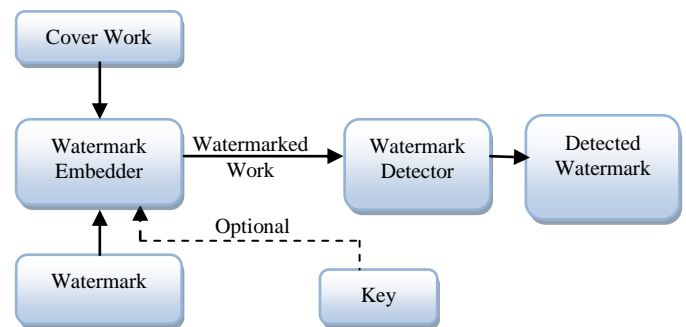 Cover Work
Watermark
Embedder
Watermarked
Work
Watermark
Detector
Detected
Watermark
Optional
Watermark
Key